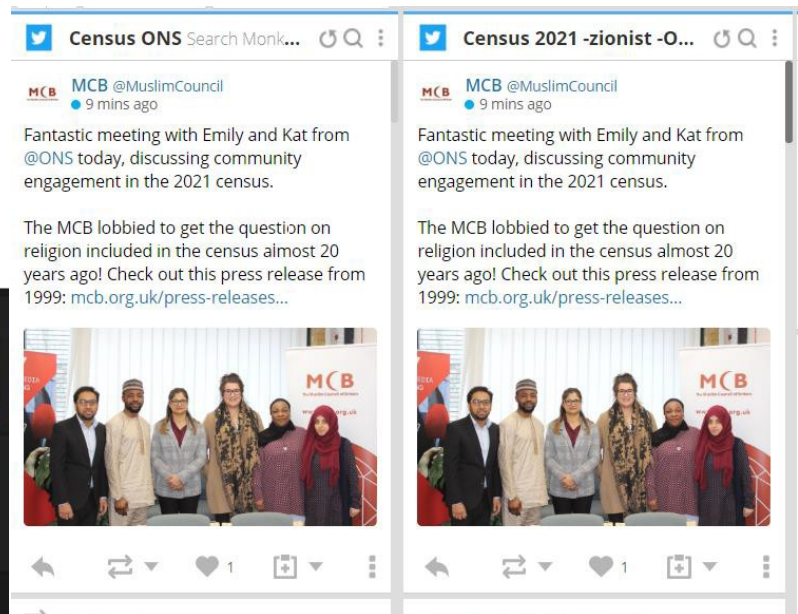 Census ONS Search Monk...
MCB @MuslimCouncil
9 mins ago
Fantastic meeting with Emily and Kat from
@ONS today, discussing community
engagement in the 2021 census.
The MCB lobbied to get the question on
religion included in the census almost 20
years ago! Check out this press release from
1999: mcb.org.uk/press-releases...
MCB
1
Census 2021 -zionist -O...
MCB @MuslimCouncil
9 mins ago
Fantastic meeting with Emily and Kat from
@ONS today, discussing community
engagement in the 2021 census.
The MCB lobbied to get the question on
religion included in the census almost 20
years ago! Check out this press release from
1999: mcb.org.uk/press-releases...
MCB
1